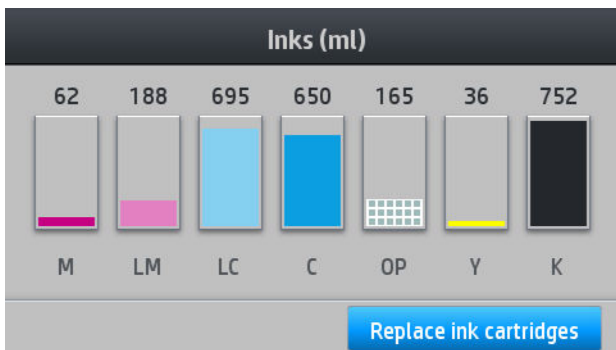 Inks (ml)
62 188 695 650 165 36 752
M LM LC C OP Y K
Replace ink cartridges